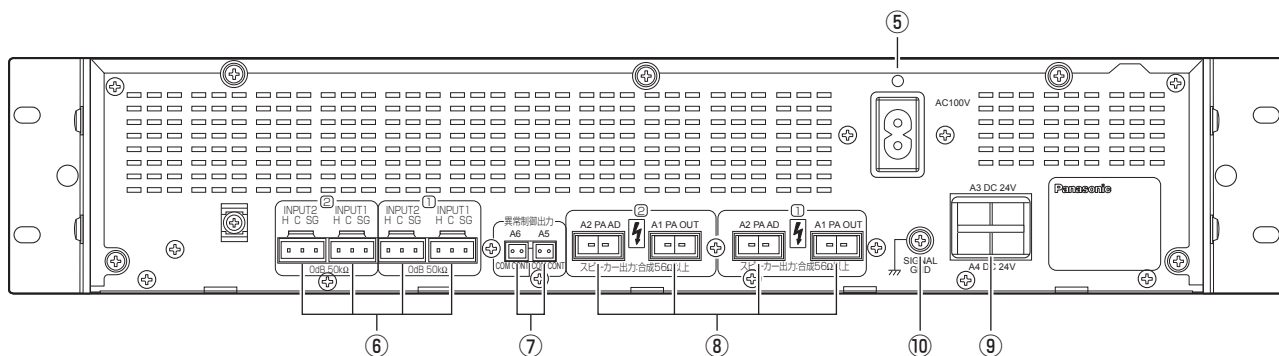 ⑤
AC100V
② ①
INPUT2 INPUT1 INPUT2 INPUT1
H C SG H C SG H C SG H C SG
0dB 50kΩ 0dB 50kΩ
異常制御出力
A6 A5
COM CONT COM CONT
② ①
A2 PA AD A1 PA OUT A2 PA AD A1 PA OUT
スピーカー出力:合成56Ω以上 スピーカー出力:合成56Ω以上
SIGNAL
GND
A3 DC 24V
A4 DC 24V
Panasonic
⑥ ⑦ ⑧ ⑩ ⑨